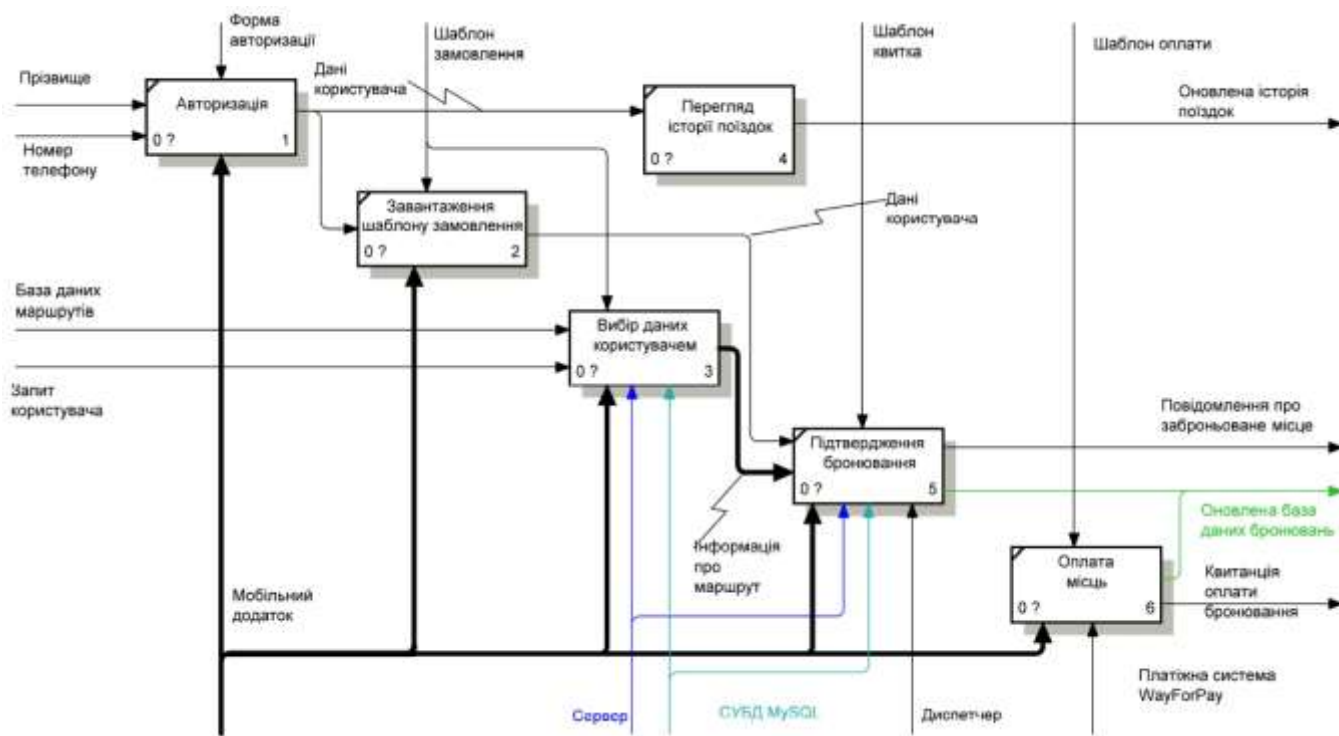 Форма
авторизації
Шаблон
замовлення
Шаблон
квитка
Шаблон оплати
Прізвище
Дані
користувача
Авторизація
0 ?
1
Перегляд
історії поїздок
0 ?
4
Оновлена історія
поїздок
Номер
телефону
Завантаження
шаблону замовлення
0 ?
2
Дані
користувача
База даних
маршрутів
Вибір даних
користувачем
0 ?
3
Запит
користувача
Повідомлення про
заброньоване місце
Підтвердження
бронювання
0 ?
5
Оновлена база
даних бронювань
Інформація
про
маршрут
Оплата
місць
0 ?
6
Квитанція
оплати
бронювання
Мобільний
додаток
Платіжна система
WayForPay
Сервер
СУБД MySQL
Диспетчер